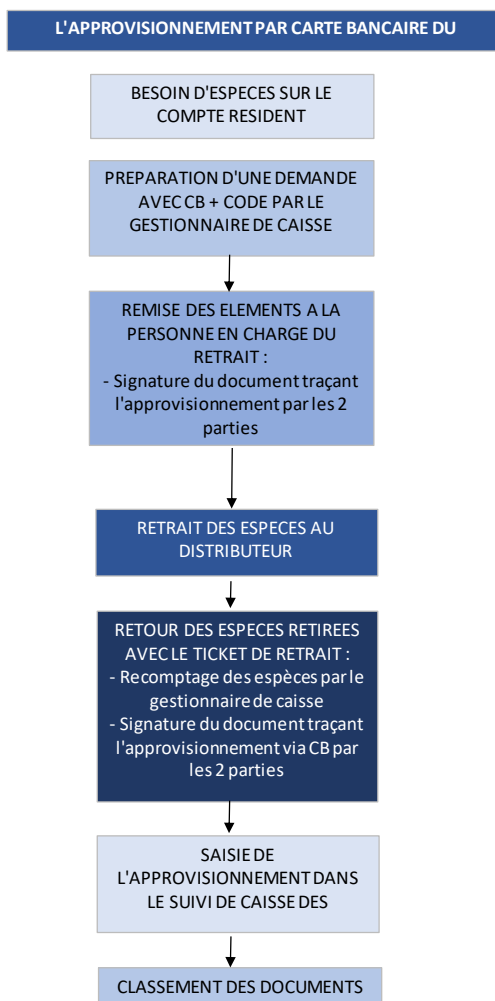 L'APPROVISIONNEMENT PAR CARTE BANCAIRE DU
BESOIN D'ESPECES SUR LE
COMPTE RESIDENT
PREPARATION D'UNE DEMANDE
AVEC CB + CODE PAR LE
GESTIONNAIRE DE CAISSE
REMISE DES ELEMENTS A LA
PERSONNE EN CHARGE DU
RETRAIT :
- Signature du document traçant
l'approvisionnement par les 2
parties
RETRAIT DES ESPECES AU
DISTRIBUTEUR
RETOUR DES ESPECES RETIREES
AVEC LE TICKET DE RETRAIT :
- Recomptage des espèces par le
gestionnaire de caisse
- Signature du document traçant
l'approvisionnement via CB par
les 2 parties
SAISIE DE
L'APPROVISIONNEMENT DANS
LE SUIVI DE CAISSE DES
CLASSEMENT DES DOCUMENTS